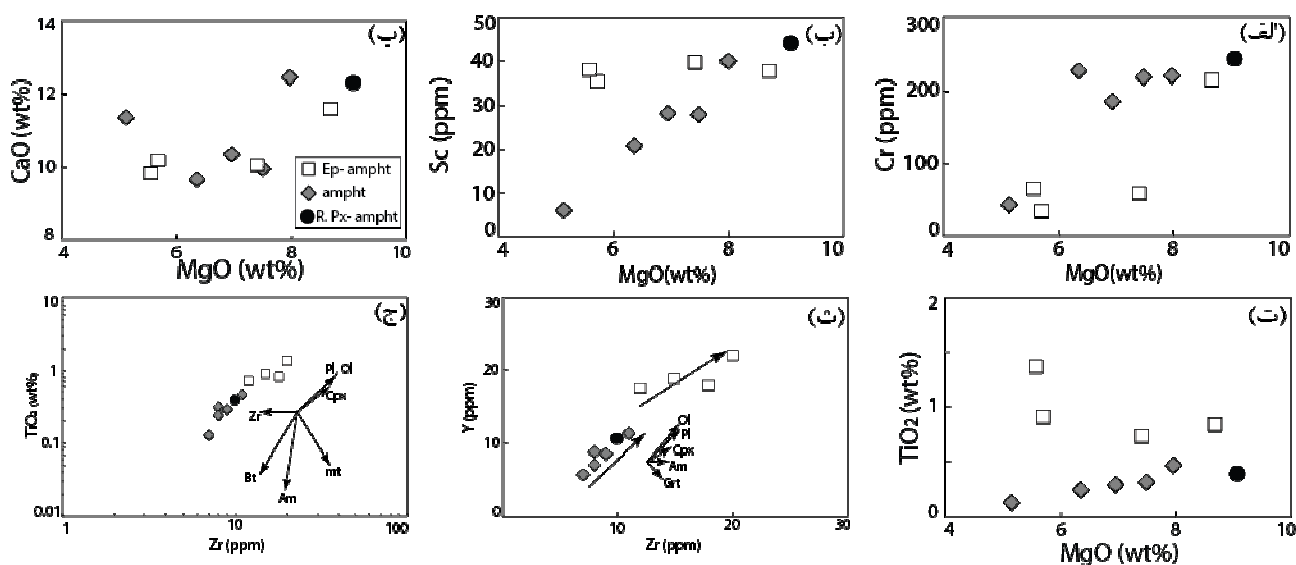 14
12
10
8
CaO (wt%)
(پ)
Ep- ampht
ampht
R. Px- ampht
4 6 8 10
MgO (wt%)
50
40
30
20
10
0
Sc (ppm)
(ب)
4 6 8 10
MgO(wt%)
300
200
100
0
Cr (ppm)
(الف)
4 6 8 10
MgO(wt%)
10
1
0.1
0.01
TiO₂ (wt%)
(ج)
Pl Ol
Cpx
Zr
Bt
Am
mt
1 10 100
Zr (ppm)
30
20
10
0
Y (ppm)
(ث)
Ol
Pl
Cpx
Am
Grt
10 20 30
Zr (ppm)
2
1
0
TiO2 (wt%)
(ت)
4 6 8 10
MgO (wt%)